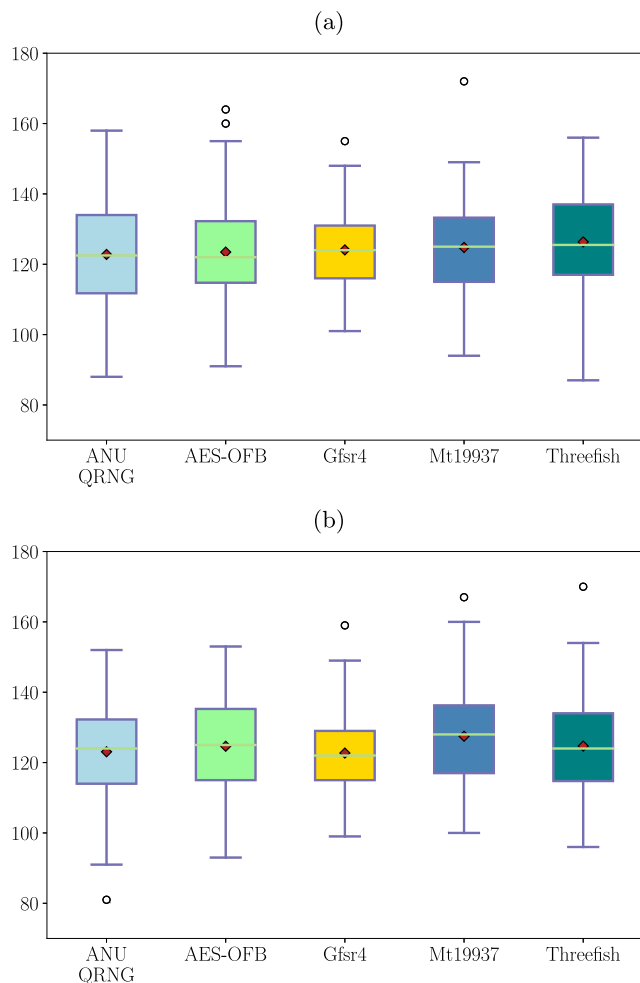 (a)
180
160
140
120
100
80
ANU
QRNG
AES-OFB
Gfsr4
Mt19937
Threefish
(b)
180
160
140
120
100
80
ANU
QRNG
AES-OFB
Gfsr4
Mt19937
Threefish